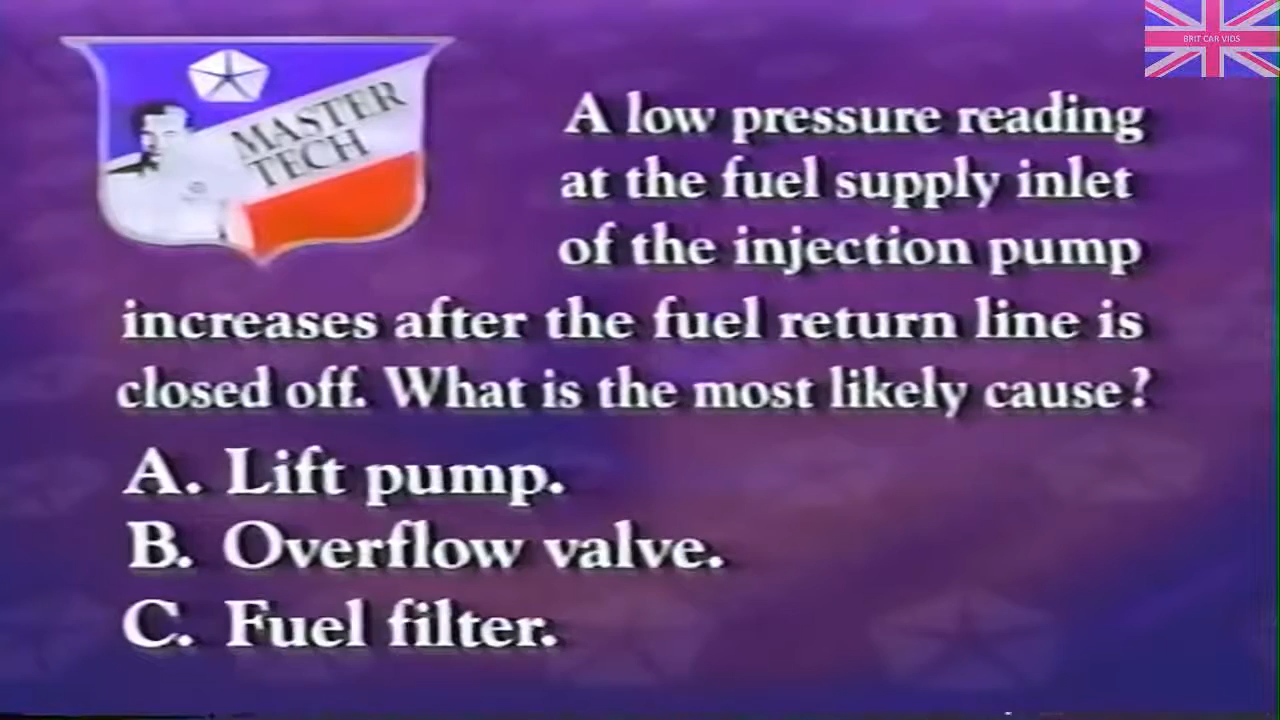 BRIT CAR VIDS
MASTER
TECH
A low pressure reading
at the fuel supply inlet
of the injection pump
increases after the fuel return line is
closed off. What is the most likely cause?
A. Lift pump.
B. Overflow valve.
C. Fuel filter.